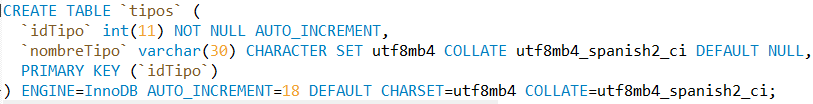 CREATE TABLE `tipos` (
`idTipo` int(11) NOT NULL AUTO_INCREMENT,
`nombreTipo` varchar(30) CHARACTER SET utf8mb4 COLLATE utf8mb4_spanish2_ci DEFAULT NULL,
PRIMARY KEY (`idTipo`)
) ENGINE=InnoDB AUTO_INCREMENT=18 DEFAULT CHARSET=utf8mb4 COLLATE=utf8mb4_spanish2_ci;